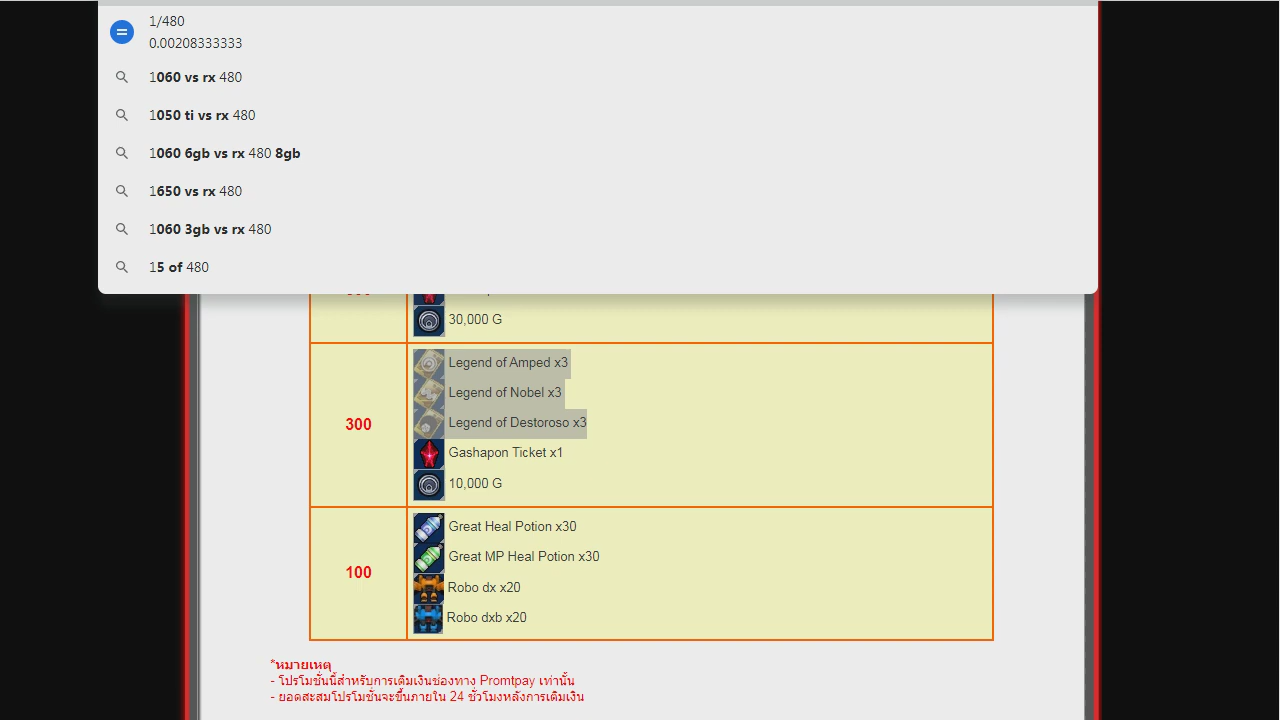 1/480
0.00208333333
1060 vs rx 480
1050 ti vs rx 480
1060 6gb vs rx 480 8gb
1650 vs rx 480
1060 3gb vs rx 480
15 of 480
30,000 G
300
Legend of Amped x3
Legend of Nobel x3
Legend of Destoroso x3
Gashapon Ticket x1
10,000 G
100
Great Heal Potion x30
Great MP Heal Potion x30
Robo dx x20
Robo dxb x20
*หมายเหตุ
- โปรโมชั่นนี้สำหรับการเติมเงินช่องทาง Promtpay เท่านั้น
- ยอดสะสมโปรโมชั่นจะขึ้นภายใน 24 ชั่วโมงหลังการเติมเงิน